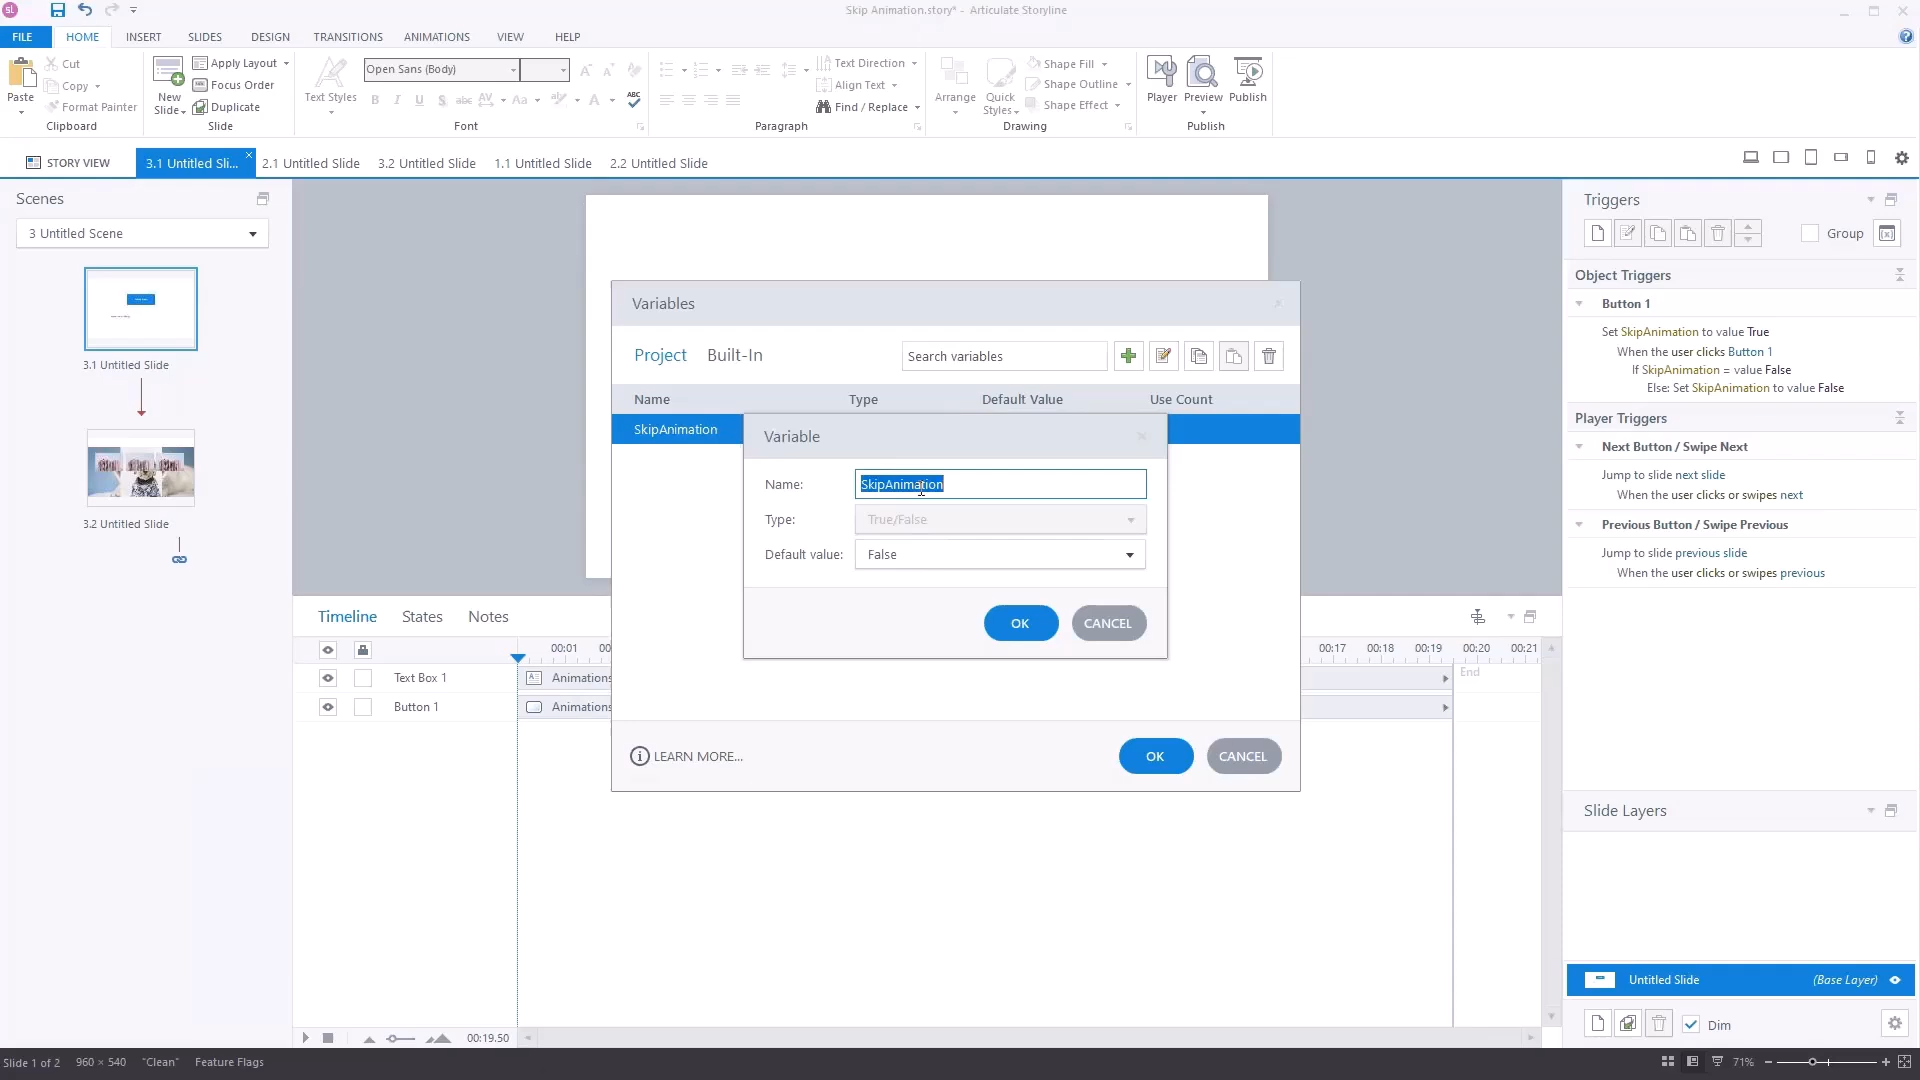 Skip Animation.story* - Articulate Storyline
FILE HOME INSERT SLIDES DESIGN TRANSITIONS ANIMATIONS VIEW HELP
Paste
Cut
Copy
Format Painter
Clipboard
New
Slide
Apply Layout
Focus Order
Duplicate
Slide
Text Styles
Open Sans (Body)
B I U S abc AV Aa A ABC
Font
Text Direction
Align Text
Find / Replace
Paragraph
Arrange
Quick
Styles
Shape Fill
Shape Outline
Shape Effect
Drawing
Player
Preview
Publish
Publish
STORY VIEW
3.1 Untitled Sli...
2.1 Untitled Slide
3.2 Untitled Slide
1.1 Untitled Slide
2.2 Untitled Slide
Scenes
3 Untitled Scene
3.1 Untitled Slide
3.2 Untitled Slide
Variables
Project Built-In
Search variables
Name Type Default Value Use Count
SkipAnimation
Variable
Name: SkipAnimation
Type: True/False
Default value: False
OK CANCEL
LEARN MORE...
OK CANCEL
Timeline States Notes
00:01 00 00:17 00:18 00:19 00:20 00:21
Text Box 1 Animations End
Button 1 Animations
00:19.50
Triggers
Group
Object Triggers
Button 1
Set SkipAnimation to value True
When the user clicks Button 1
If SkipAnimation = value False
Else: Set SkipAnimation to value False
Player Triggers
Next Button / Swipe Next
Jump to slide next slide
When the user clicks or swipes next
Previous Button / Swipe Previous
Jump to slide previous slide
When the user clicks or swipes previous
Slide Layers
Untitled Slide (Base Layer)
Dim
Slide 1 of 2 960 × 540 "Clean" Feature Flags 71%